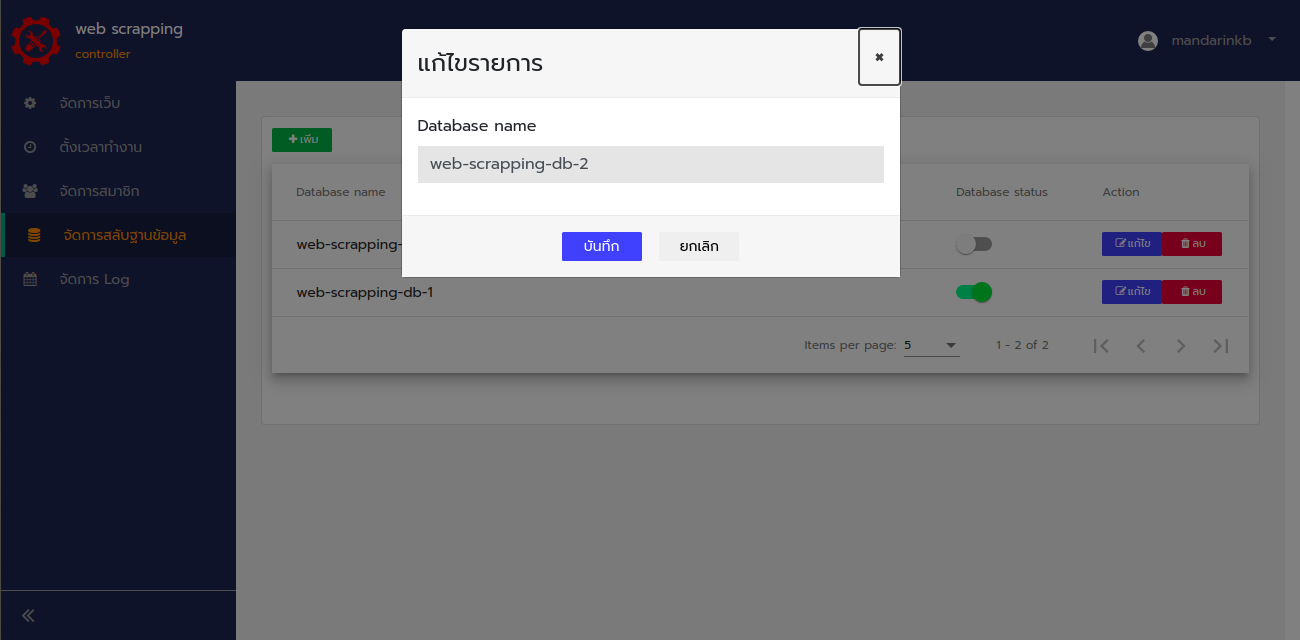 web scrapping
controller
mandarinkb
จัดการเว็บ
ตั้งเวลาทำงาน
จัดการสมาชิก
จัดการสลับฐานข้อมูล
จัดการ Log
แก้ไขรายการ
Database name
web-scrapping-db-2
บันทึก ยกเลิก
เพิ่ม
Database name Database status Action
web-scrapping- แก้ไข ลบ
web-scrapping-db-1 แก้ไข ลบ
Items per page: 5 1 - 2 of 2